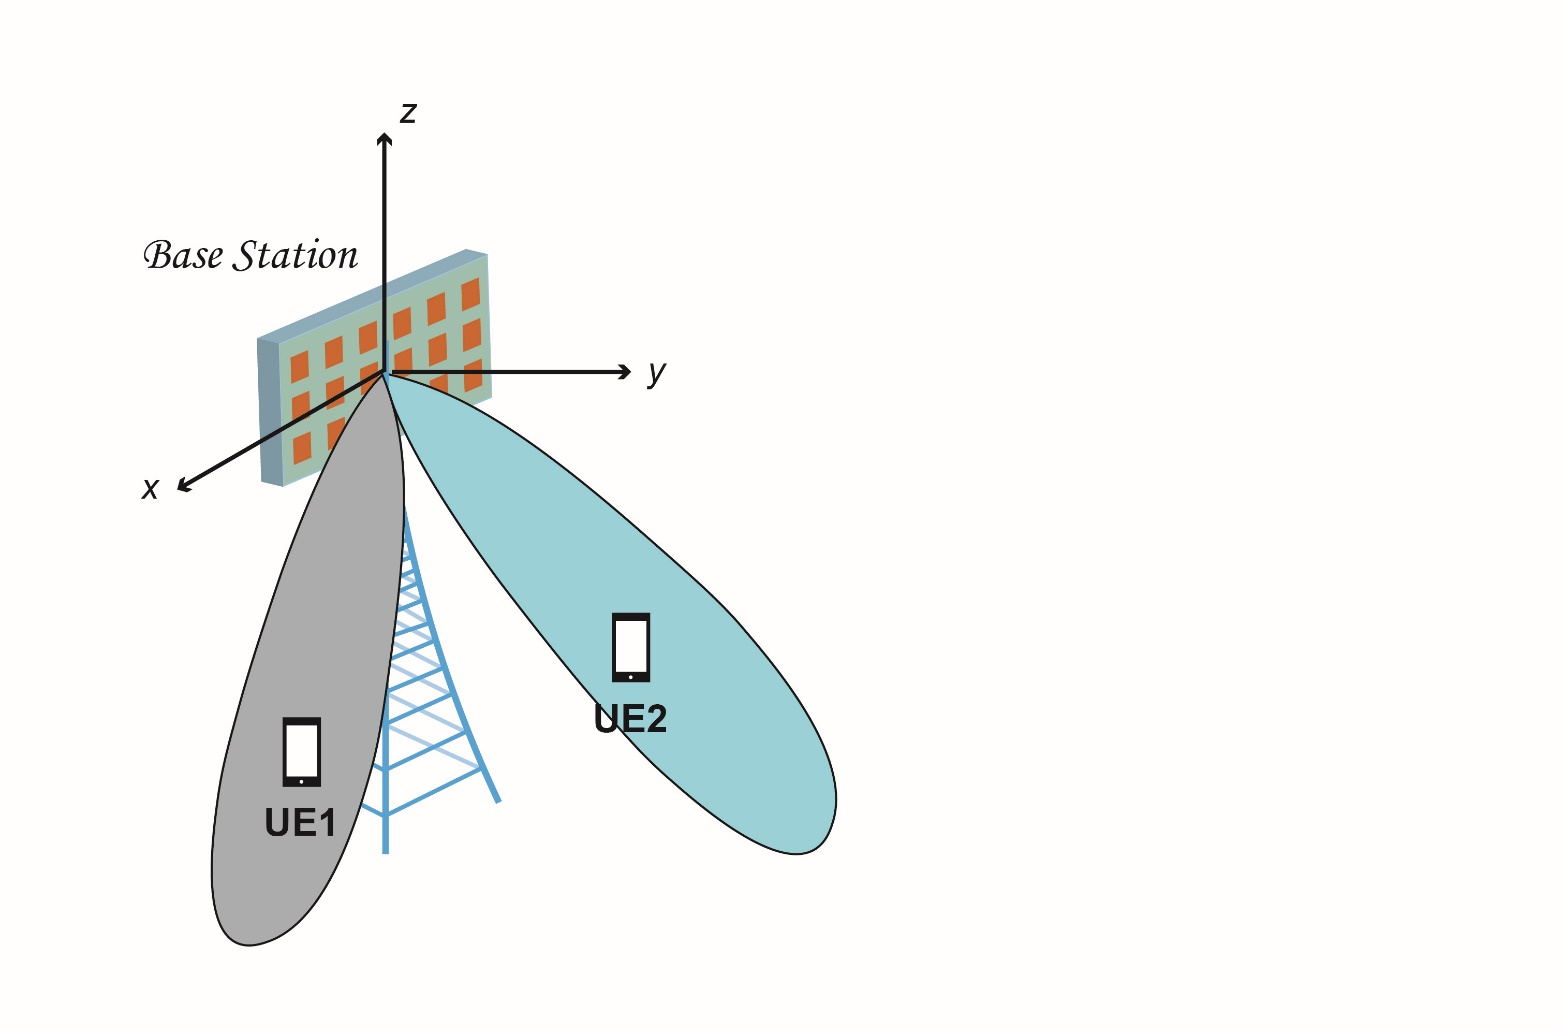 z
Base Station
y
x
UE2
UE1